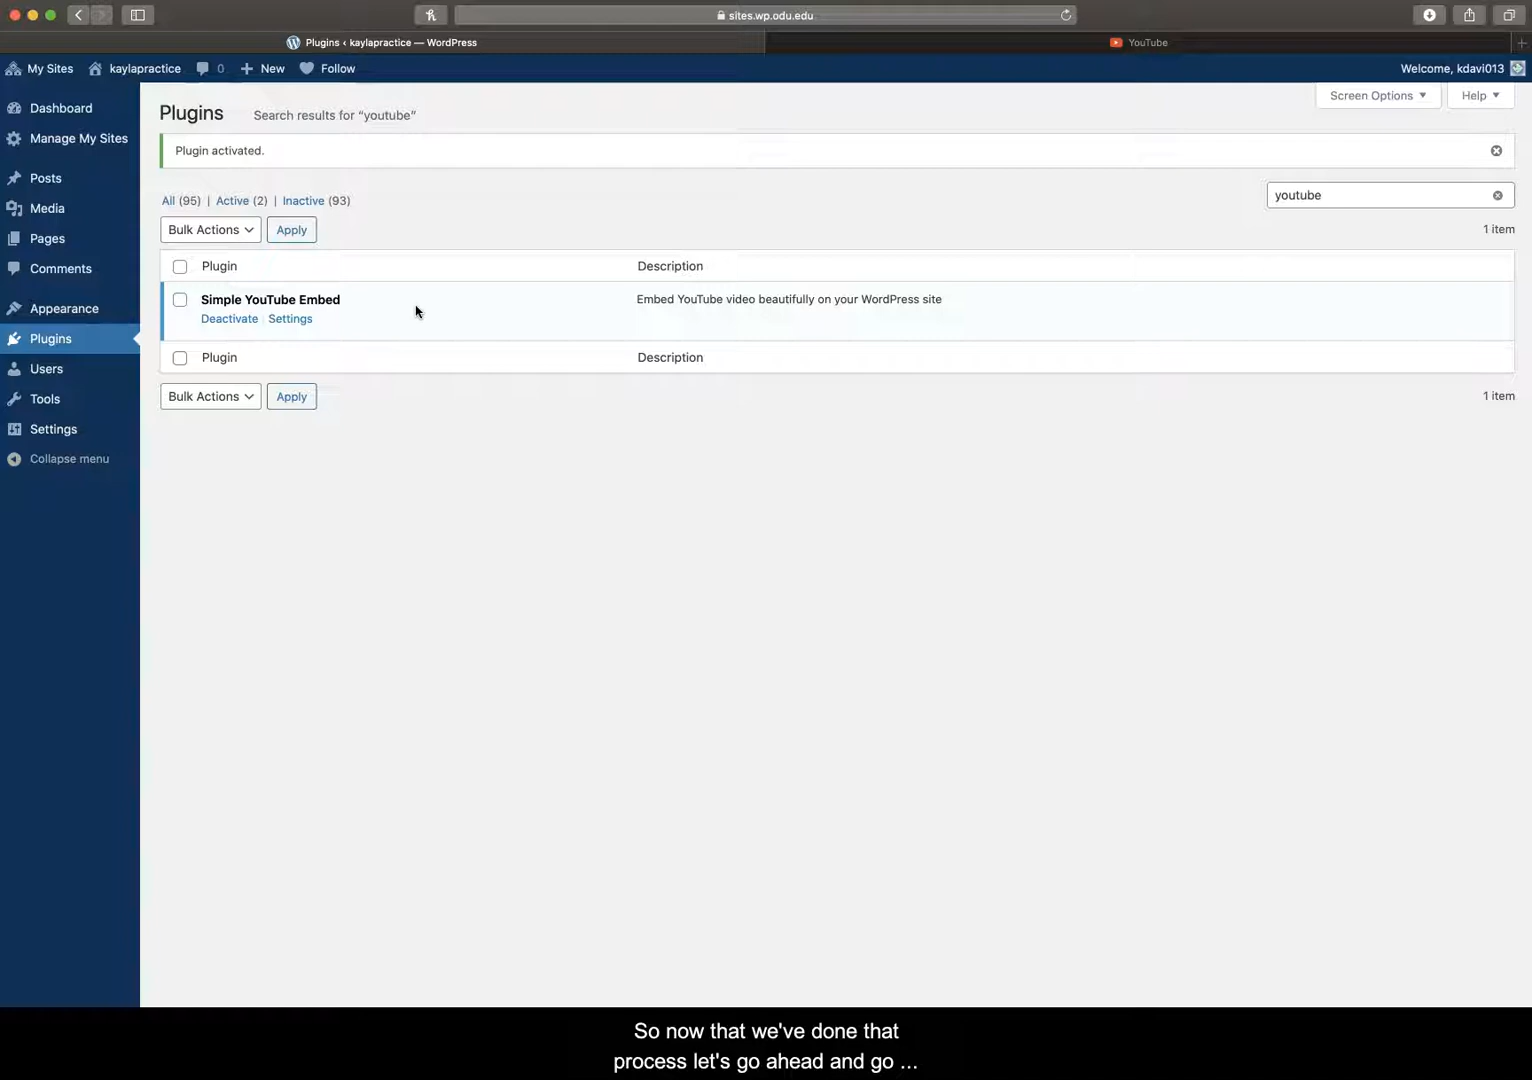 sites.wp.odu.edu
Plugins ‹ kaylapractice — WordPress
YouTube
My Sites
kaylapractice
0
New
Follow
Welcome, kdavi013
Dashboard
Manage My Sites
Posts
Media
Pages
Comments
Appearance
Plugins
Users
Tools
Settings
Collapse menu
Screen Options
Help
Plugins
Search results for “youtube”
Plugin activated.
All (95) | Active (2) | Inactive (93)
youtube
Bulk Actions
Apply
1 item
Plugin
Description
Simple YouTube Embed
Embed YouTube video beautifully on your WordPress site
Deactivate | Settings
Plugin
Description
Bulk Actions
Apply
1 item
So now that we've done that
process let's go ahead and go ...